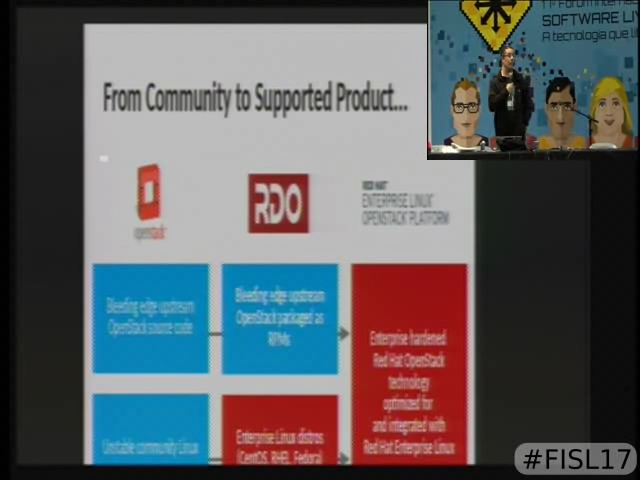 From Community to Supported Product...
openstack
RDO
RED HAT
ENTERPRISE LINUX
OPENSTACK PLATFORM
Bleeding edge upstream
OpenStack source code
Bleeding edge upstream
OpenStack packaged as
RPMs
Enterprise hardened
Red Hat OpenStack
technology
optimized for
and integrated with
Red Hat Enterprise Linux
Unstable community Linux
Enterprise Linux distros
(CentOS, RHEL, Fedora)
SOFTWARE
A tecnologia que
#FISL17